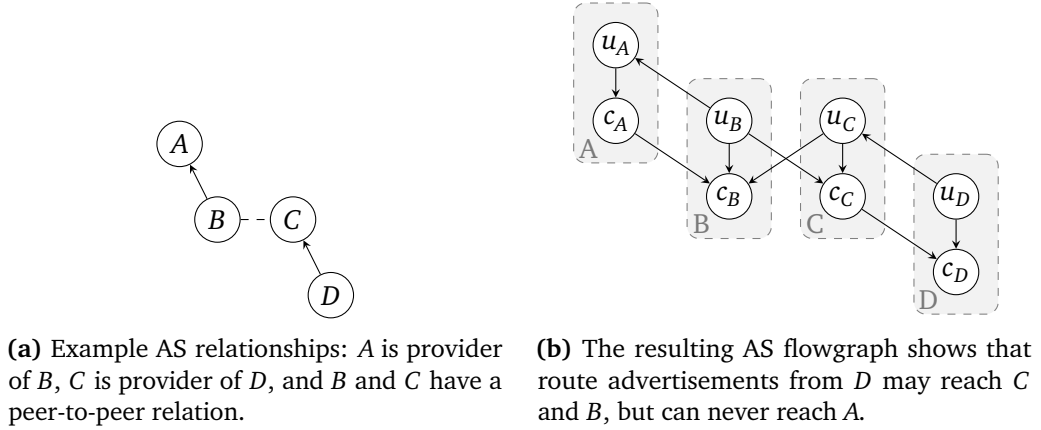 A
B
C
D
(a) Example AS relationships: A is provider
of B, C is provider of D, and B and C have a
peer-to-peer relation.
u_A
c_A
A
u_B
c_B
B
u_C
c_C
C
u_D
c_D
D
(b) The resulting AS flowgraph shows that
route advertisements from D may reach C
and B, but can never reach A.